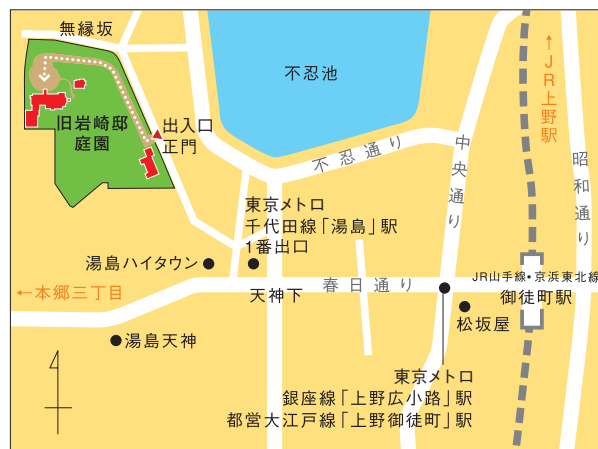 無縁坂
不忍池
↑JR上野駅
旧岩崎邸
庭園
出入口
正門
不忍通り
中央通り
昭和通り
東京メトロ
千代田線「湯島」駅
1番出口
湯島ハイタウン
←本郷三丁目
天神下
春日通り
JR山手線・京浜東北線
御徒町駅
松坂屋
湯島天神
東京メトロ
銀座線「上野広小路」駅
都営大江戸線「上野御徒町」駅